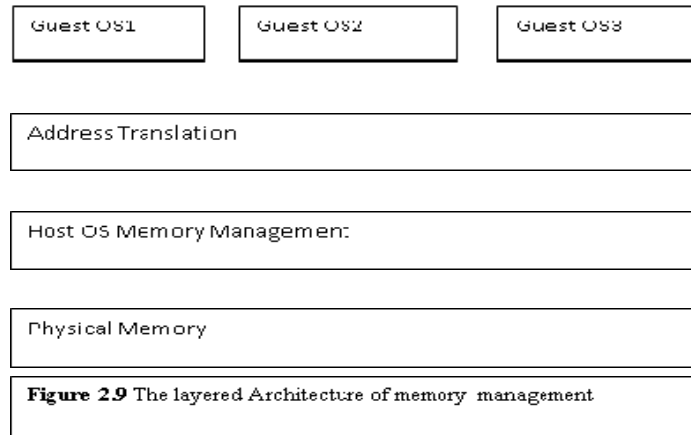 Guest OS1 Guest OS2 Guest OS3
Address Translation
Host OS Memory Management
Physical Memory
Figure 2.9 The layered Architecture of memory management